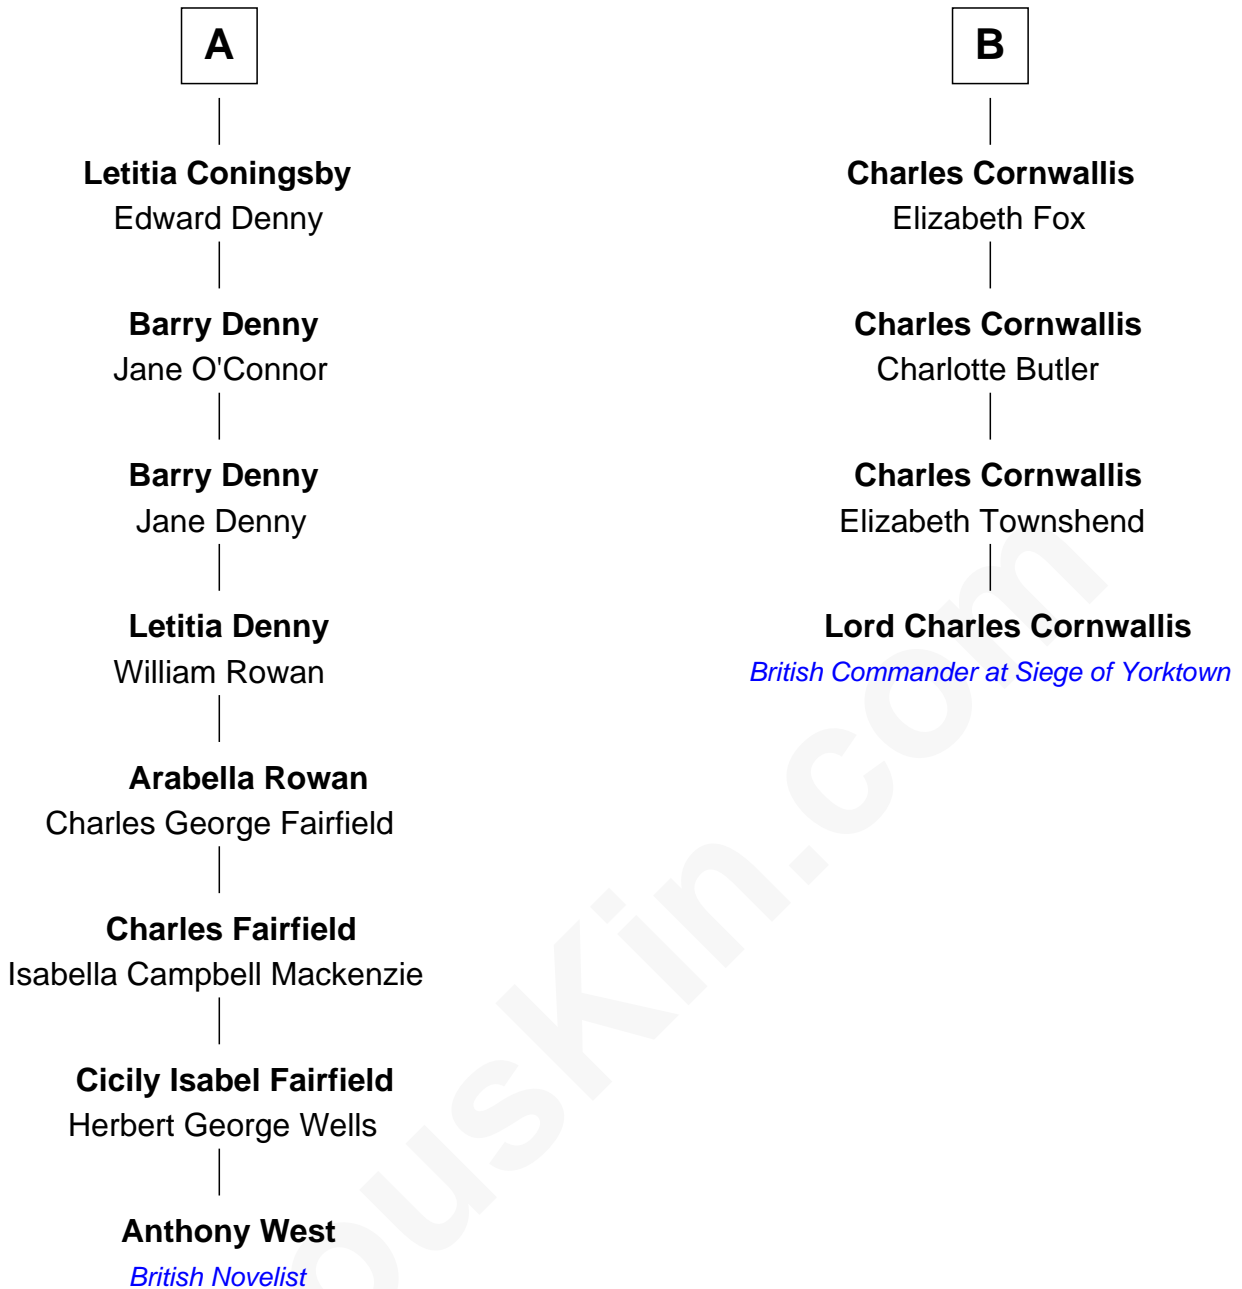 A
Letitia Coningsby
Edward Denny
Barry Denny
Jane O'Connor
Barry Denny
Jane Denny
Letitia Denny
William Rowan
Arabella Rowan
Charles George Fairfield
Charles Fairfield
Isabella Campbell Mackenzie
Cicily Isabel Fairfield
Herbert George Wells
Anthony West
British Novelist
B
Charles Cornwallis
Elizabeth Fox
Charles Cornwallis
Charlotte Butler
Charles Cornwallis
Elizabeth Townshend
Lord Charles Cornwallis
British Commander at Siege of Yorktown
ousKin.com